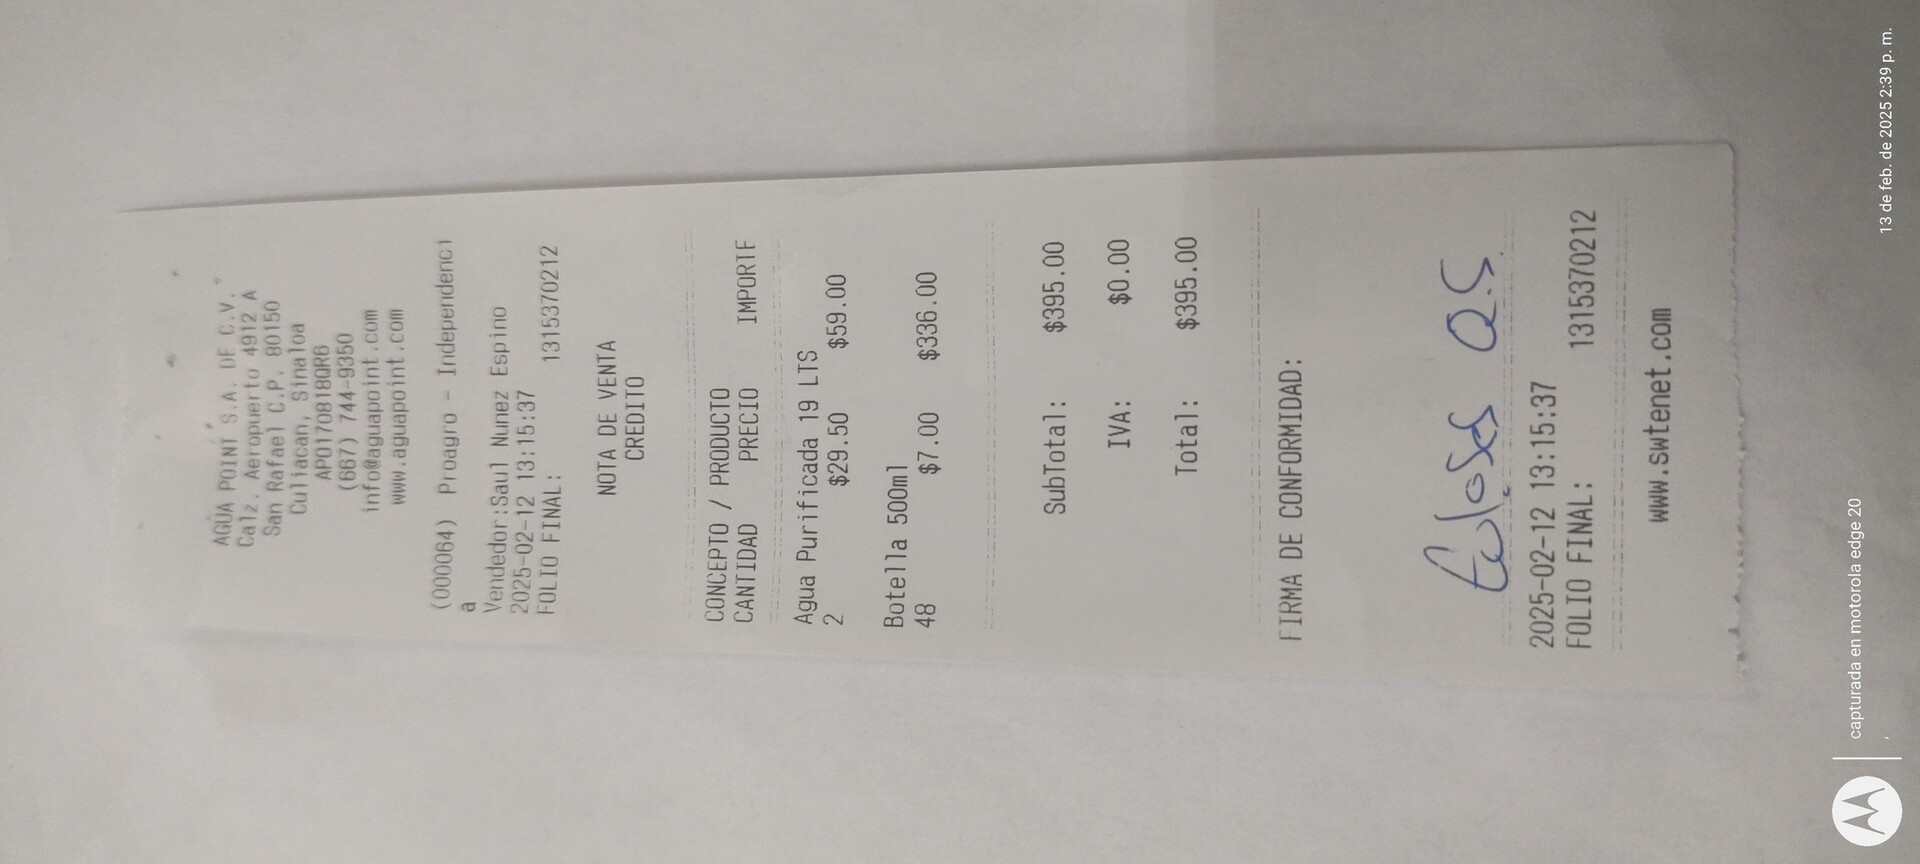 AGUA POINT S.A. DE C.V.
Calz. Aeropuerto 4912 A
San Rafael C.P. 80150
Culiacan, Sinaloa
APO170818QR6
(667) 744-9350
info@aguapoint.com
www.aguapoint.com
(000064) Proagro - Independenci
a
Vendedor:Saul Nunez Espino
2025-02-12 13:15:37
FOLIO FINAL: 1315370212
NOTA DE VENTA
CREDITO
CONCEPTO / PRODUCTO
CANTIDAD PRECIO IMPORTE
Agua Purificada 19 LTS
2 $29.50 $59.00
Botella 500ml
48 $7.00 $336.00
SubTotal: $395.00
IVA: $0.00
Total: $395.00
FIRMA DE CONFORMIDAD:
2025-02-12 13:15:37
FOLIO FINAL: 1315370212
www.swtenet.com
capturada en motorola edge 20
13 de feb. de 2025 2:39 p. m.